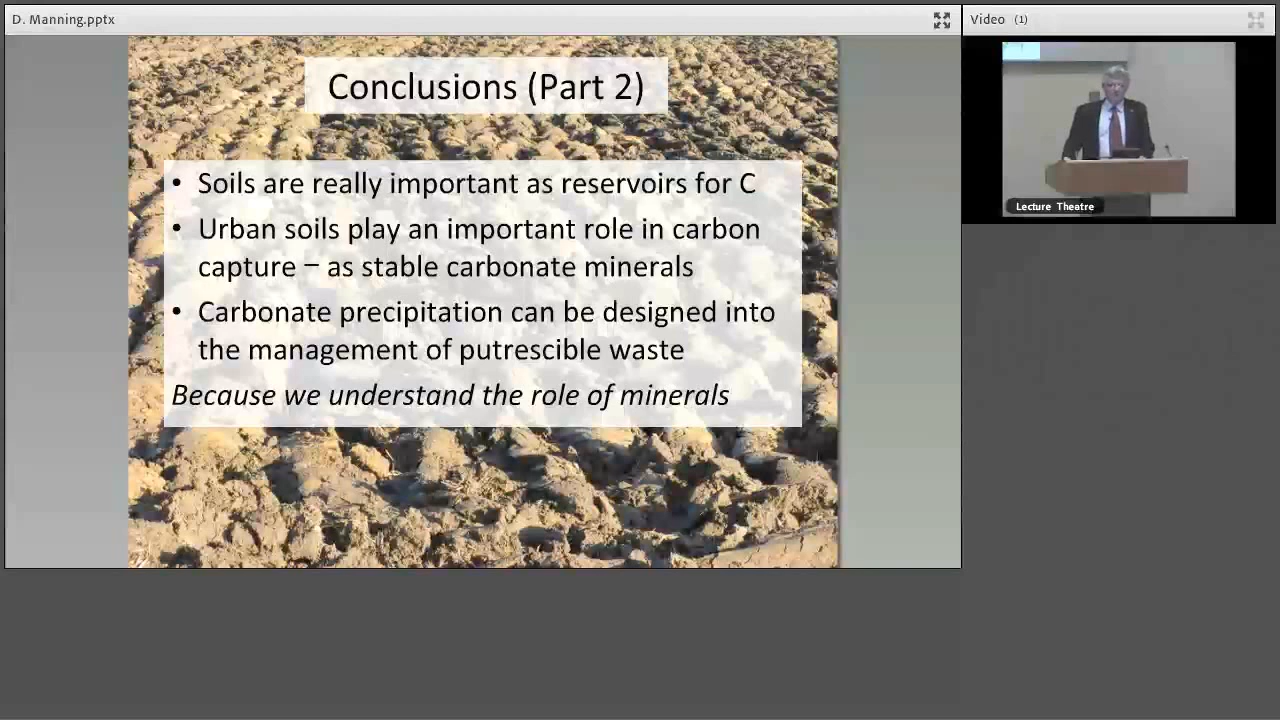 D. Manning.pptx
Video (1)
Conclusions (Part 2)
• Soils are really important as reservoirs for C
• Urban soils play an important role in carbon
capture – as stable carbonate minerals
• Carbonate precipitation can be designed into
the management of putrescible waste
Because we understand the role of minerals
Lecture Theatre